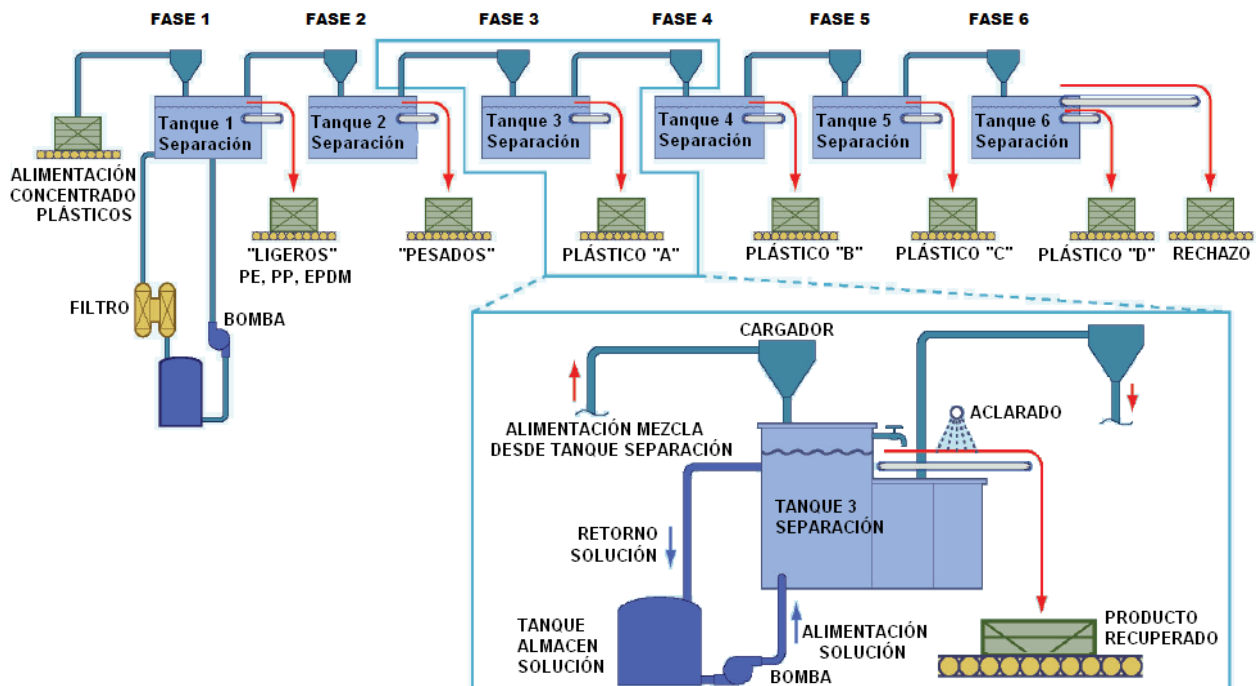 FASE 1
FASE 2
FASE 3
FASE 4
FASE 5
FASE 6
Tanque 1
Separación
Tanque 2
Separación
Tanque 3
Separación
Tanque 4
Separación
Tanque 5
Separación
Tanque 6
Separación
ALIMENTACIÓN
CONCENTRADO
PLÁSTICOS
"LIGEROS"
PE, PP, EPDM
"PESADOS"
PLÁSTICO "A"
PLÁSTICO "B"
PLÁSTICO "C"
PLÁSTICO "D"
RECHAZO
FILTRO
BOMBA
CARGADOR
ALIMENTACIÓN MEZCLA
DESDE TANQUE SEPARACIÓN
ACLARADO
TANQUE 3
SEPARACIÓN
RETORNO
SOLUCIÓN
TANQUE
ALMACEN
SOLUCIÓN
ALIMENTACIÓN
SOLUCIÓN
BOMBA
PRODUCTO
RECUPERADO